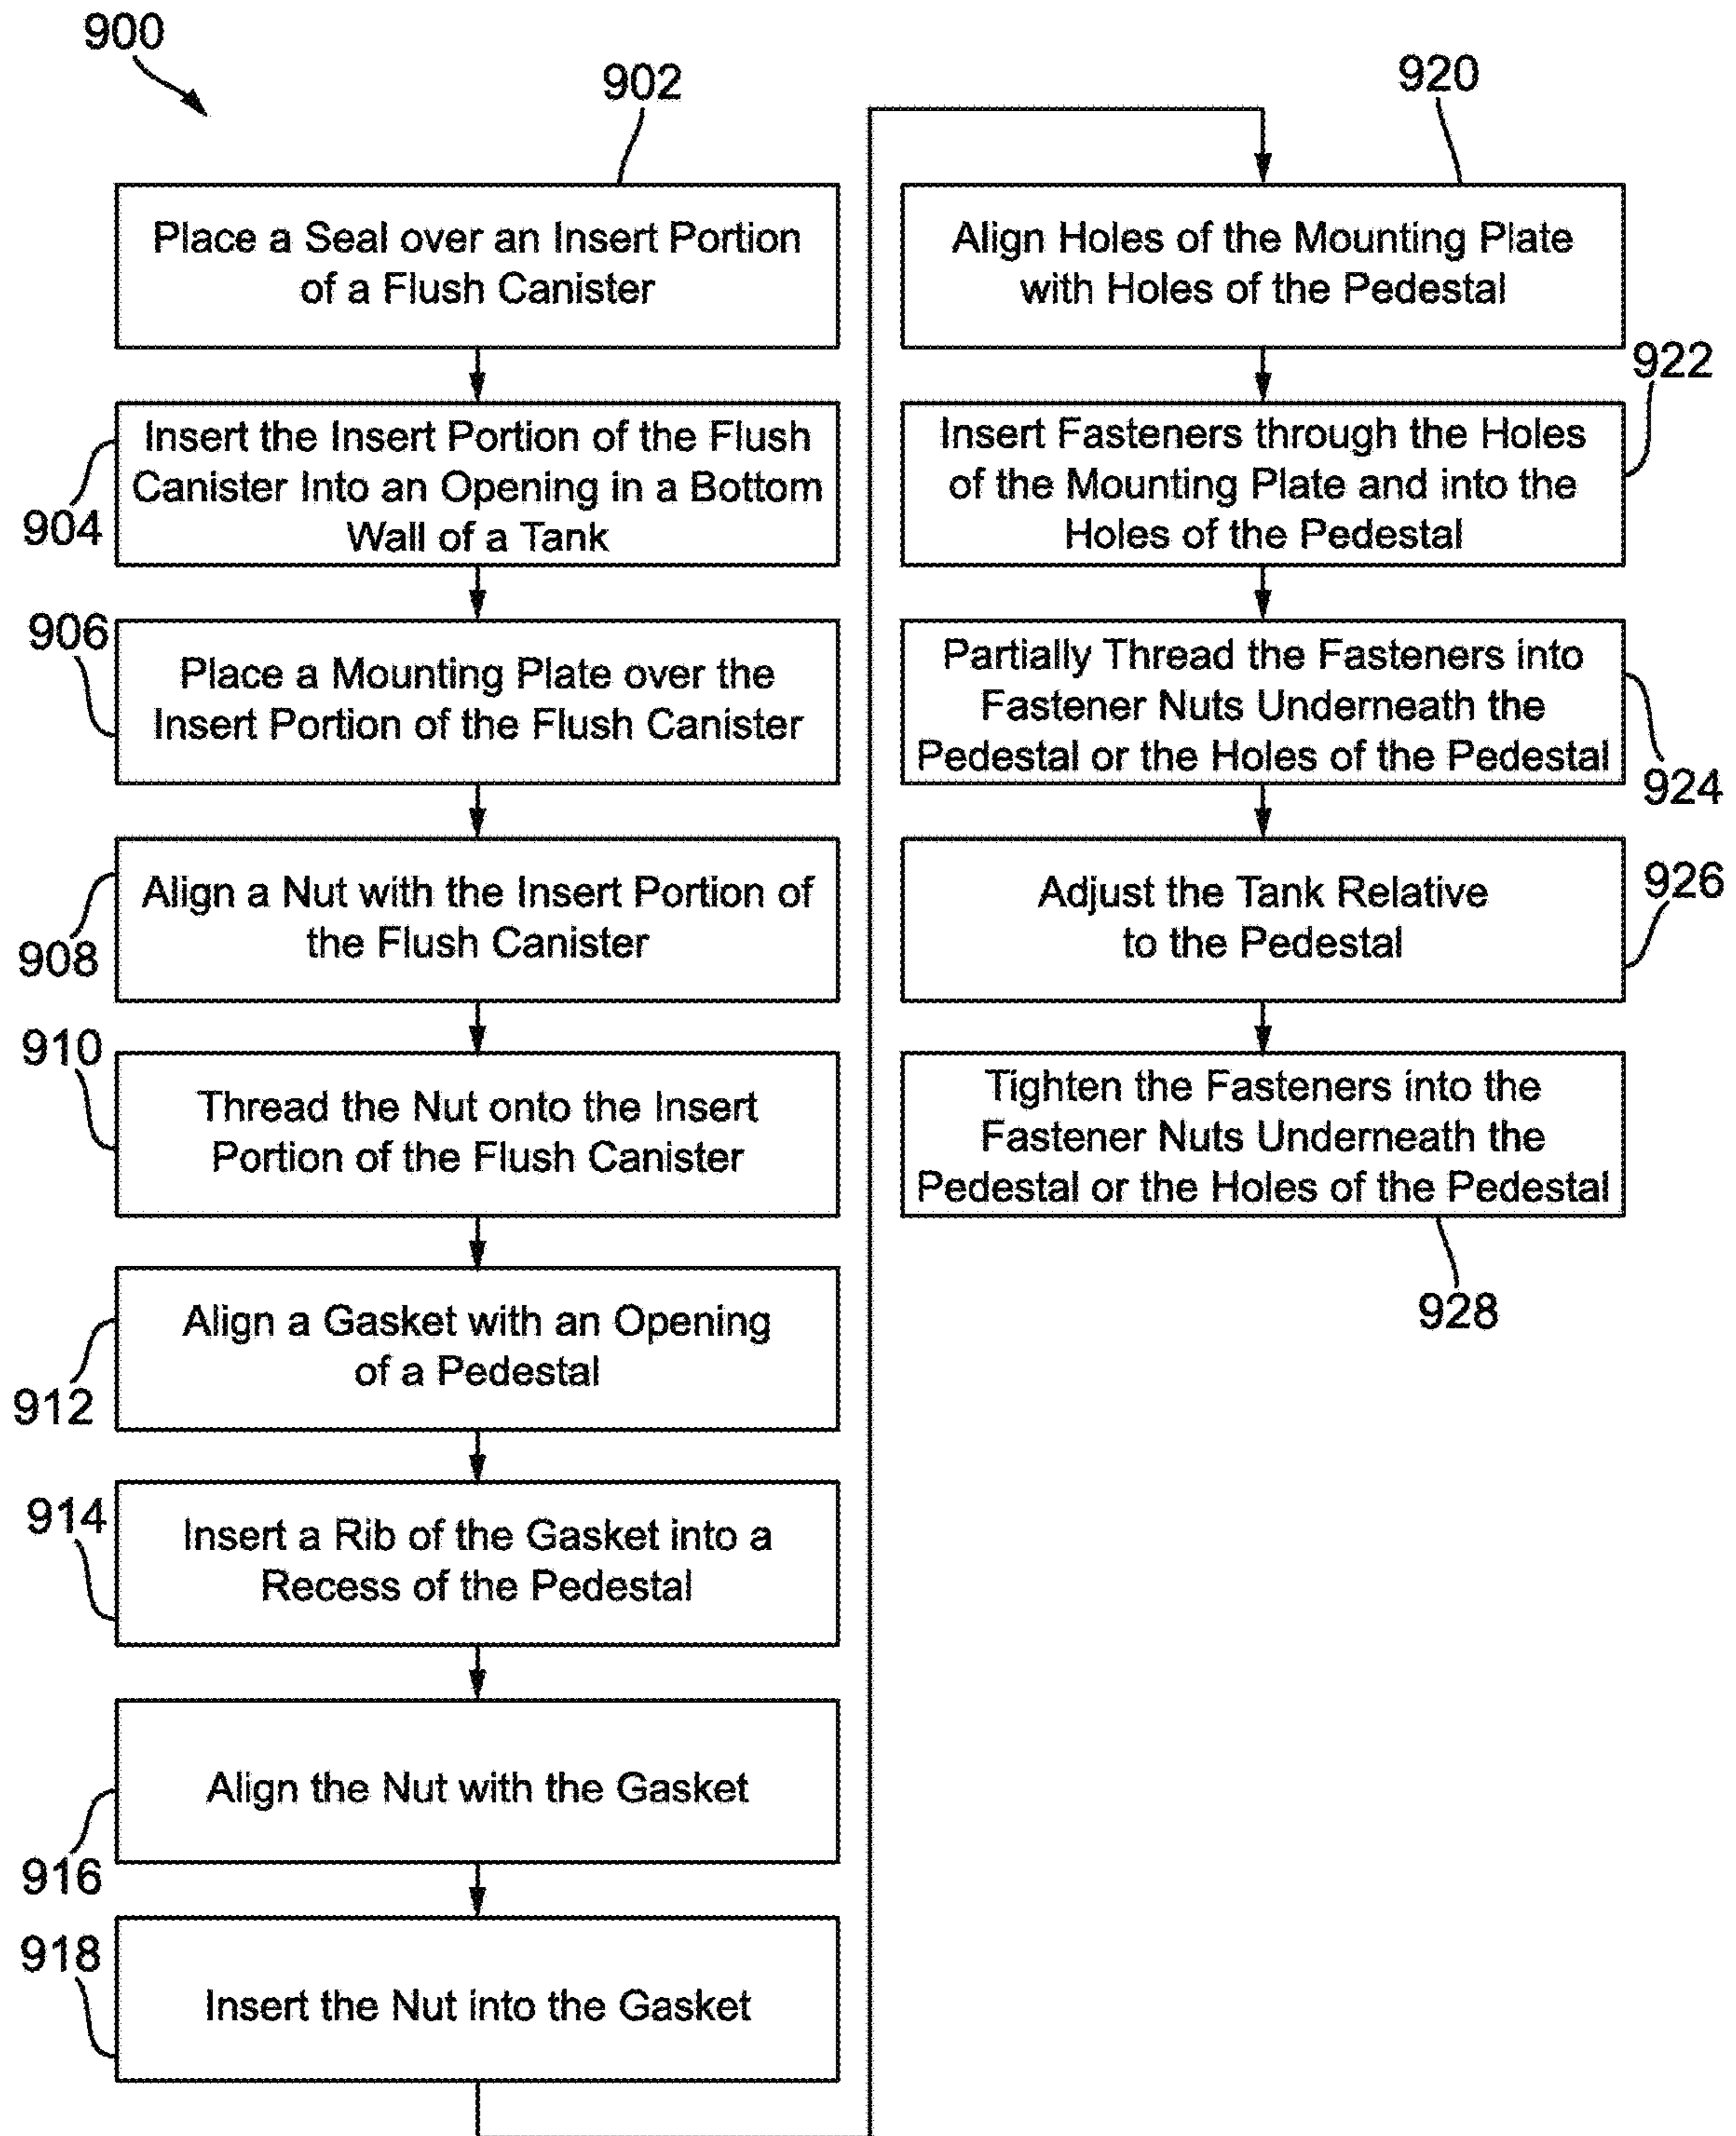 900
902
Place a Seal over an Insert Portion
of a Flush Canister
904
Insert the Insert Portion of the Flush
Canister Into an Opening in a Bottom
Wall of a Tank
906
Place a Mounting Plate over the
Insert Portion of the Flush Canister
908
Align a Nut with the Insert Portion of
the Flush Canister
910
Thread the Nut onto the Insert
Portion of the Flush Canister
912
Align a Gasket with an Opening
of a Pedestal
914
Insert a Rib of the Gasket into a
Recess of the Pedestal
916
Align the Nut with the Gasket
918
Insert the Nut into the Gasket
920
Align Holes of the Mounting Plate
with Holes of the Pedestal
922
Insert Fasteners through the Holes
of the Mounting Plate and into the
Holes of the Pedestal
924
Partially Thread the Fasteners into
Fastener Nuts Underneath the
Pedestal or the Holes of the Pedestal
926
Adjust the Tank Relative
to the Pedestal
928
Tighten the Fasteners into the
Fastener Nuts Underneath the
Pedestal or the Holes of the Pedestal